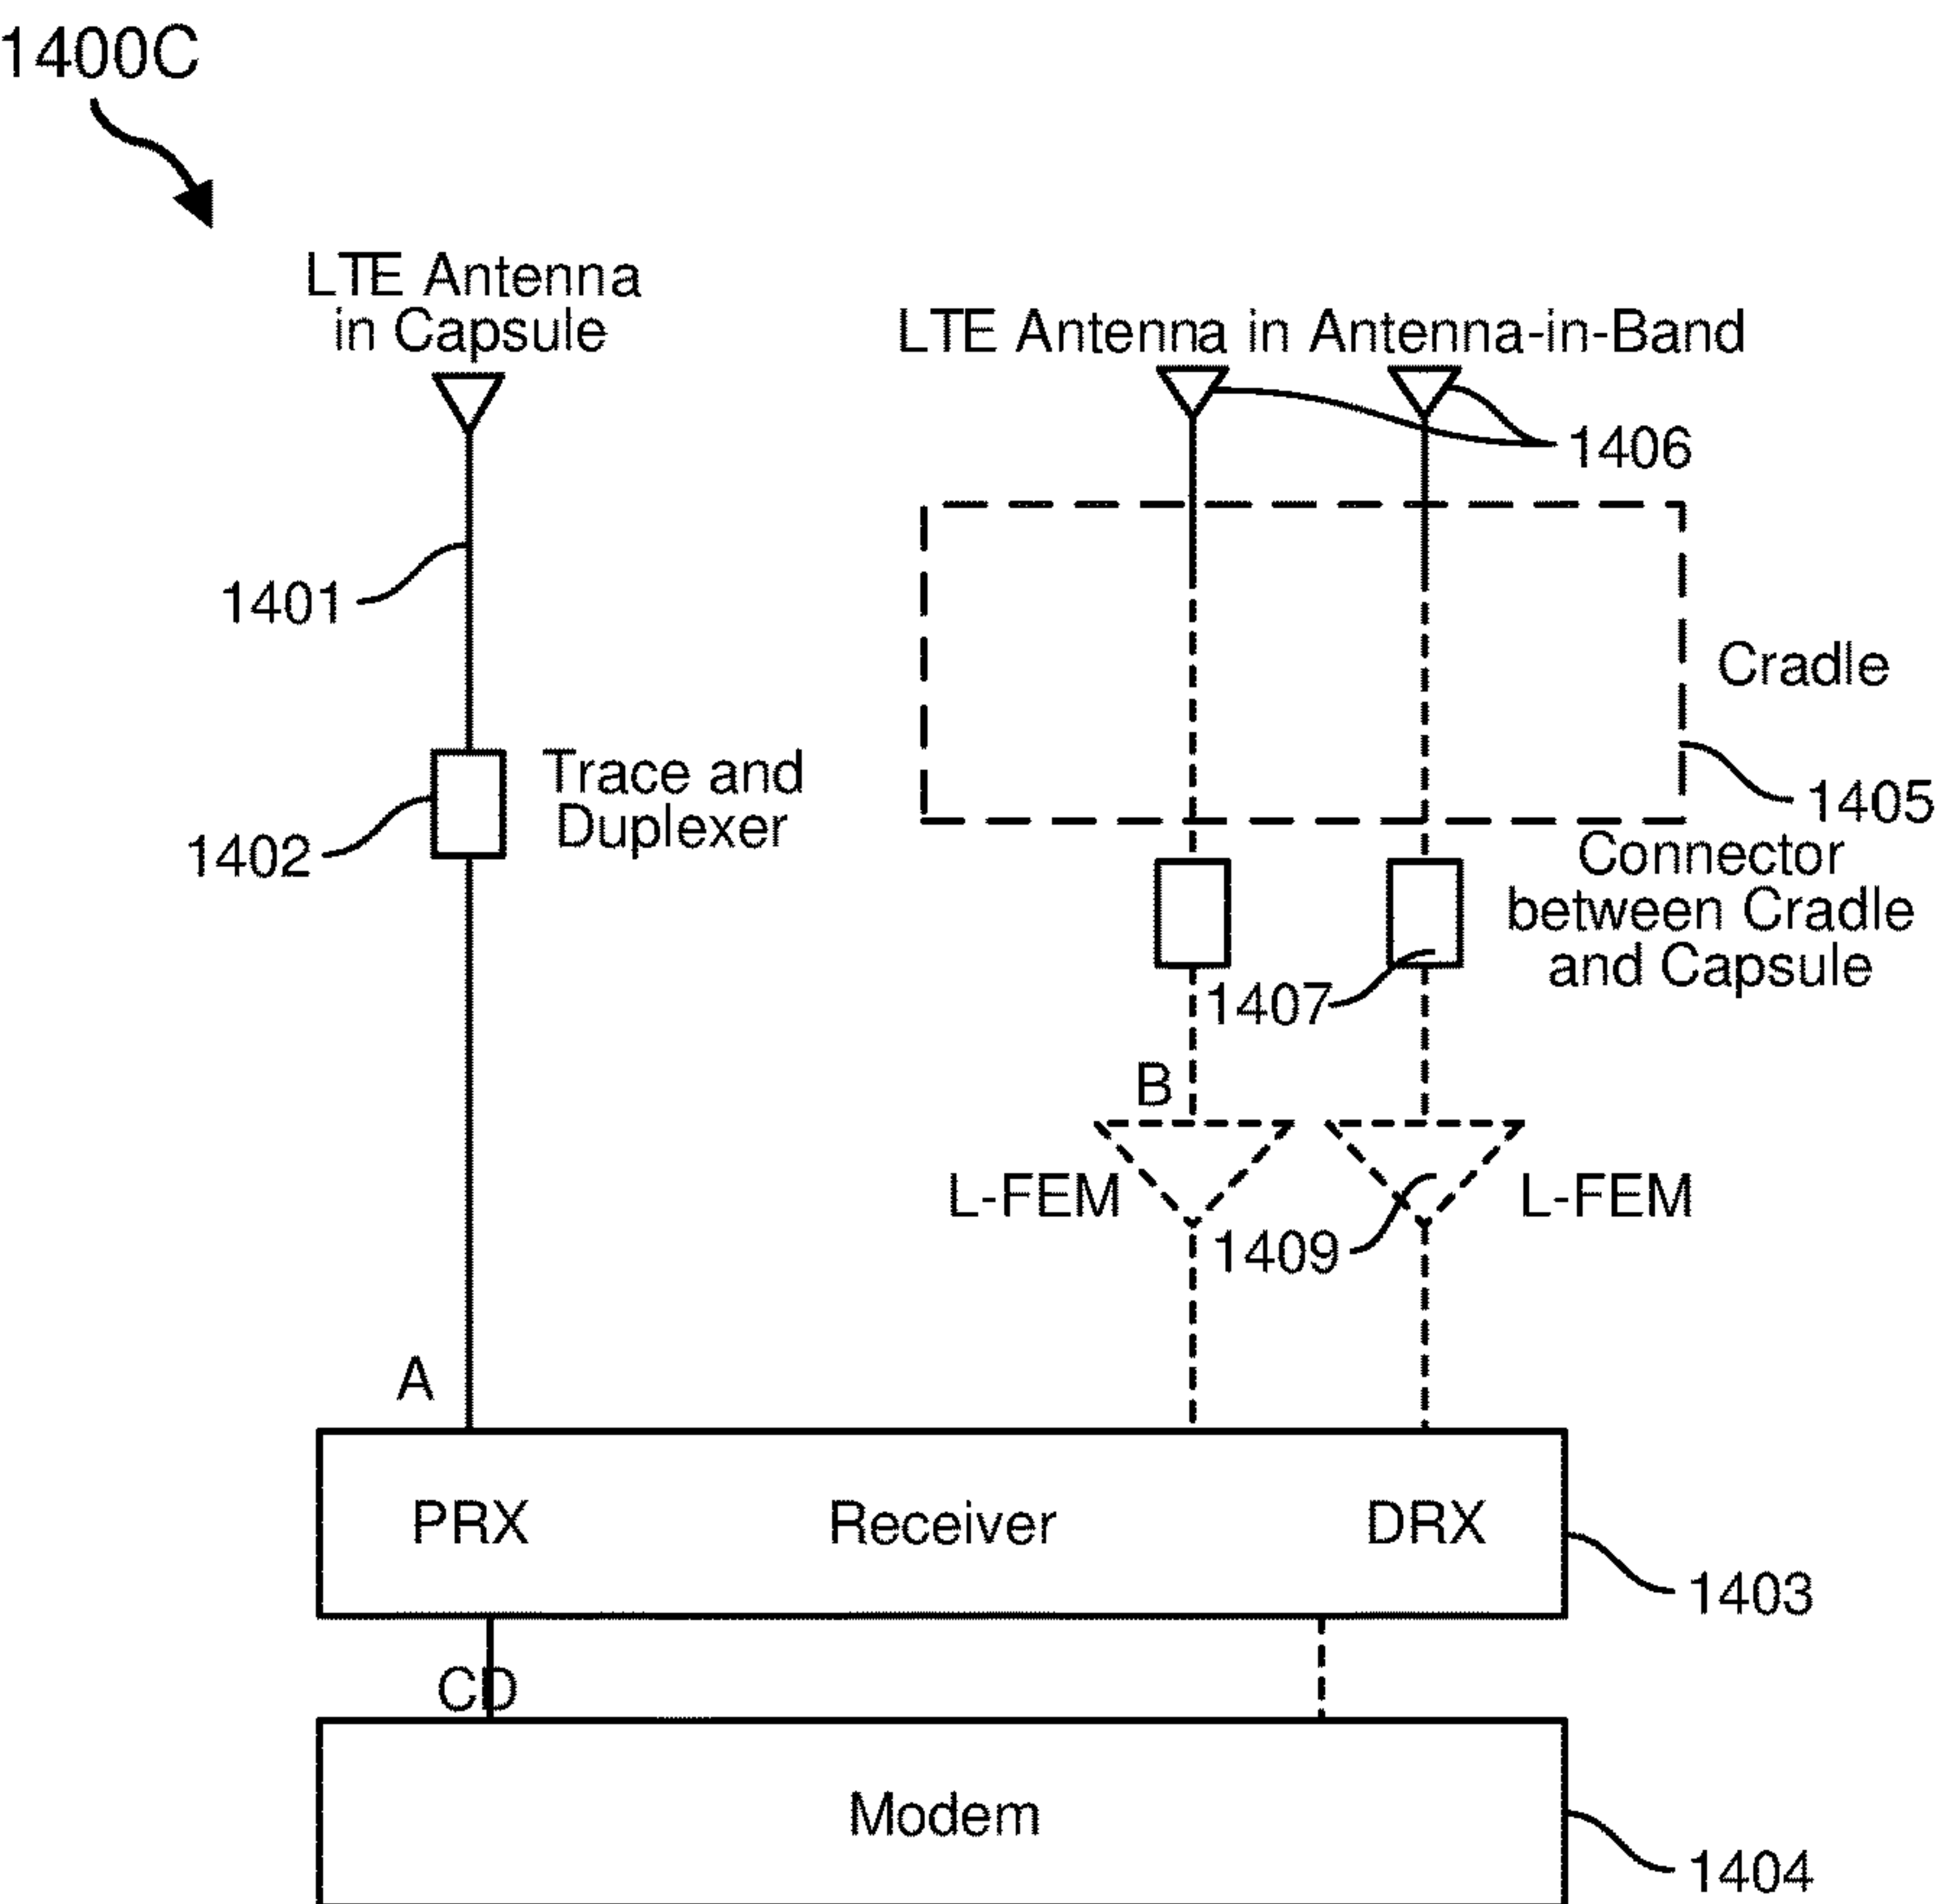 1400C
LTE Antenna
in Capsule
LTE Antenna in Antenna-in-Band
1406
1401
Cradle
Trace and
Duplexer
1405
1402
Connector
between Cradle
and Capsule
1407
B
L-FEM
L-FEM
1409
A
PRX
Receiver
DRX
1403
CD
Modem
1404